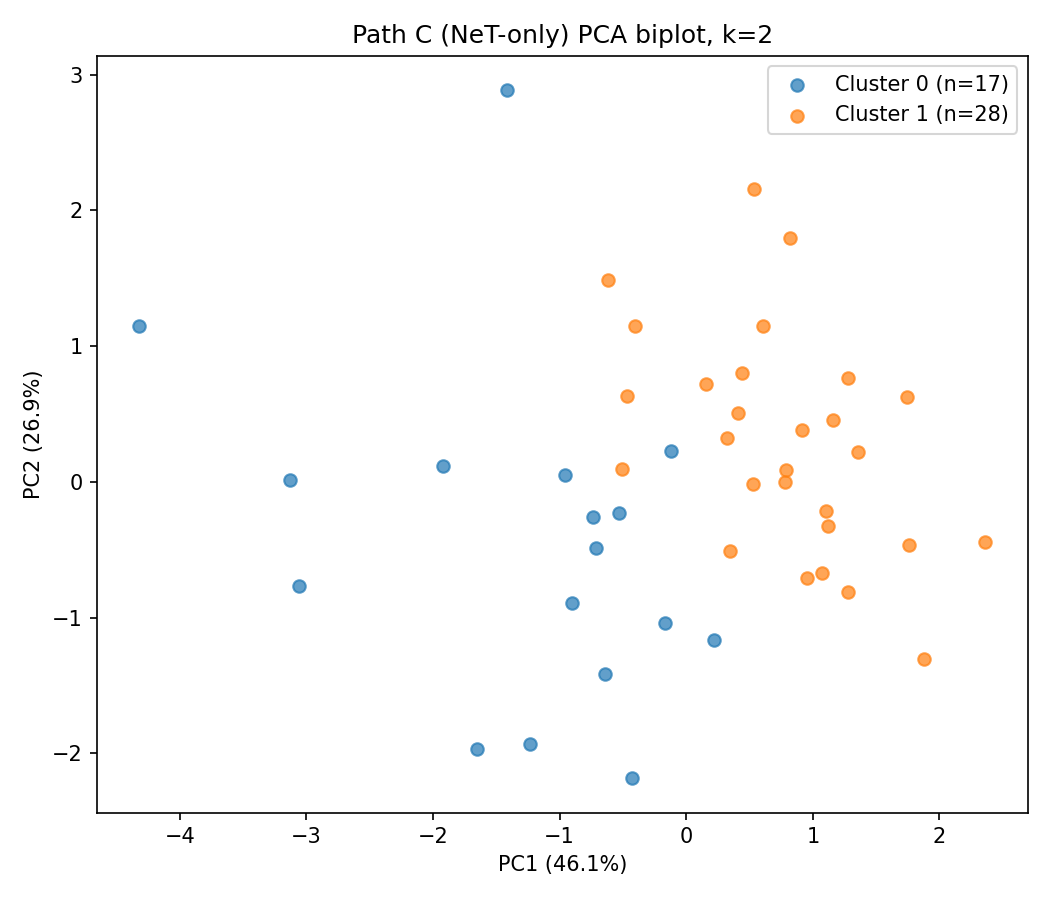 Path C (NeT-only) PCA biplot, k=2
Cluster 0 (n=17)
Cluster 1 (n=28)
PC2 (26.9%)
3
2
1
0
−1
−2
−4
−3
−2
−1
0
1
2
PC1 (46.1%)